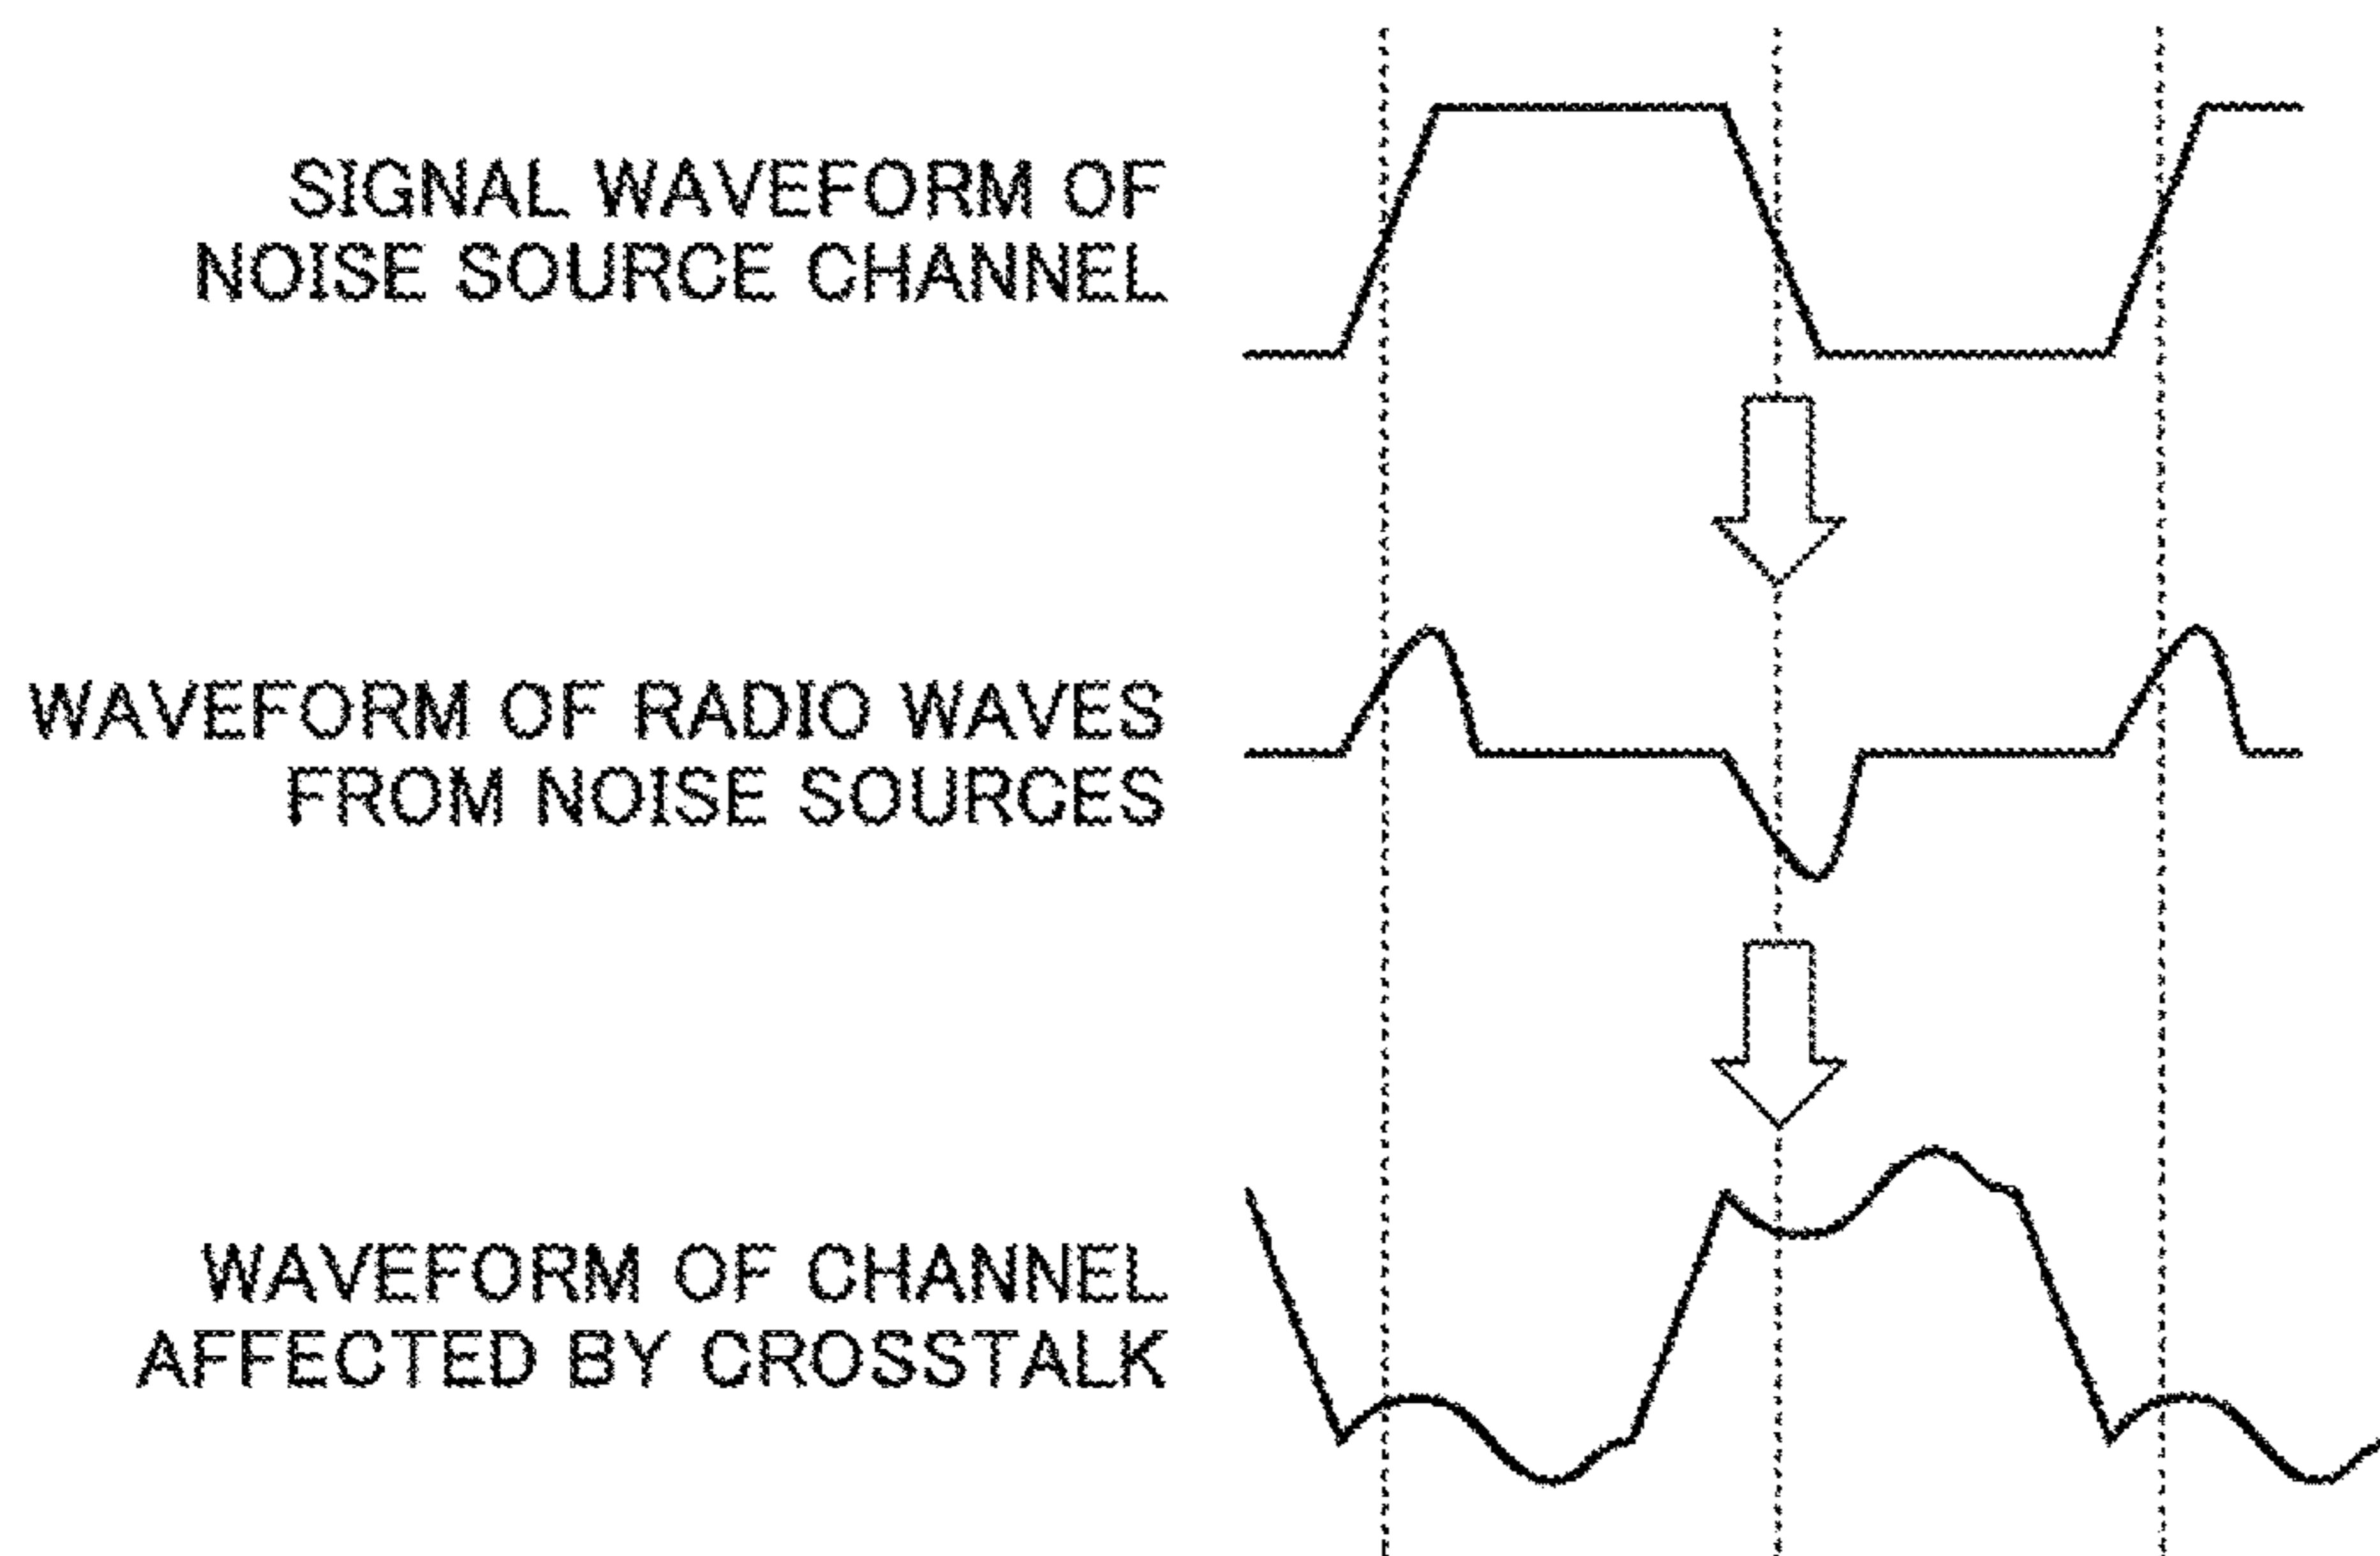 SIGNAL WAVEFORM OF
NOISE SOURCE CHANNEL
WAVEFORM OF RADIO WAVES
FROM NOISE SOURCES
WAVEFORM OF CHANNEL
AFFECTED BY CROSSTALK